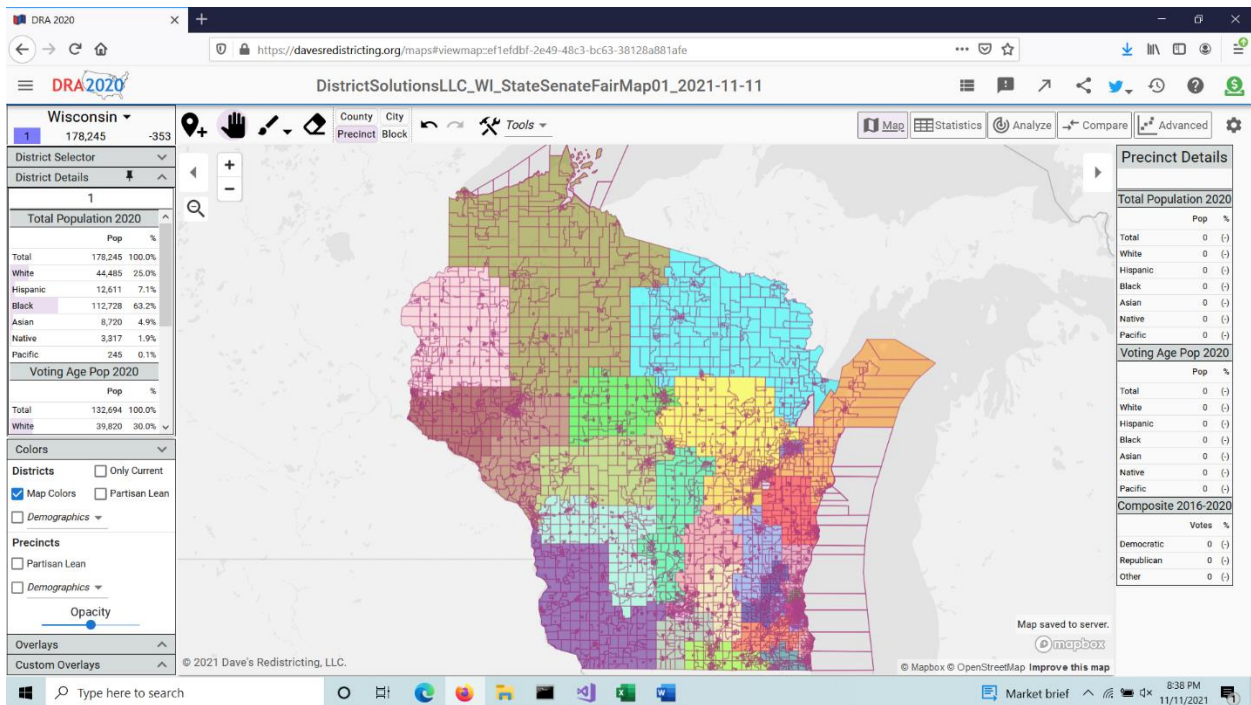 DRA 2020
https://davesredistricting.org/maps#viewmap::ef1efdbf-2e49-48c3-bc63-38128a881afe
DRA2020
DistrictSolutionsLLC_WI_StateSenateFairMap01_2021-11-11
Wisconsin
1 178,245 -353
County City
Precinct Block
Tools
Map Statistics Analyze Compare Advanced
District Selector
District Details
1
Total Population 2020
Pop %
Total 178,245 100.0%
White 44,485 25.0%
Hispanic 12,611 7.1%
Black 112,728 63.2%
Asian 8,720 4.9%
Native 3,317 1.9%
Pacific 245 0.1%
Voting Age Pop 2020
Pop %
Total 132,694 100.0%
White 39,820 30.0%
Colors
Districts Only Current
Map Colors Partisan Lean
Demographics
Precincts
Partisan Lean
Demographics
Opacity
Overlays
Custom Overlays
+
−
Precinct Details
Total Population 2020
Pop %
Total 0 (-)
White 0 (-)
Hispanic 0 (-)
Black 0 (-)
Asian 0 (-)
Native 0 (-)
Pacific 0 (-)
Voting Age Pop 2020
Pop %
Total 0 (-)
White 0 (-)
Hispanic 0 (-)
Black 0 (-)
Asian 0 (-)
Native 0 (-)
Pacific 0 (-)
Composite 2016-2020
Votes %
Democratic 0 (-)
Republican 0 (-)
Other 0 (-)
Map saved to server.
mapbox
© 2021 Dave's Redistricting, LLC.
© Mapbox © OpenStreetMap Improve this map
Type here to search
Market brief
8:38 PM
11/11/2021
1